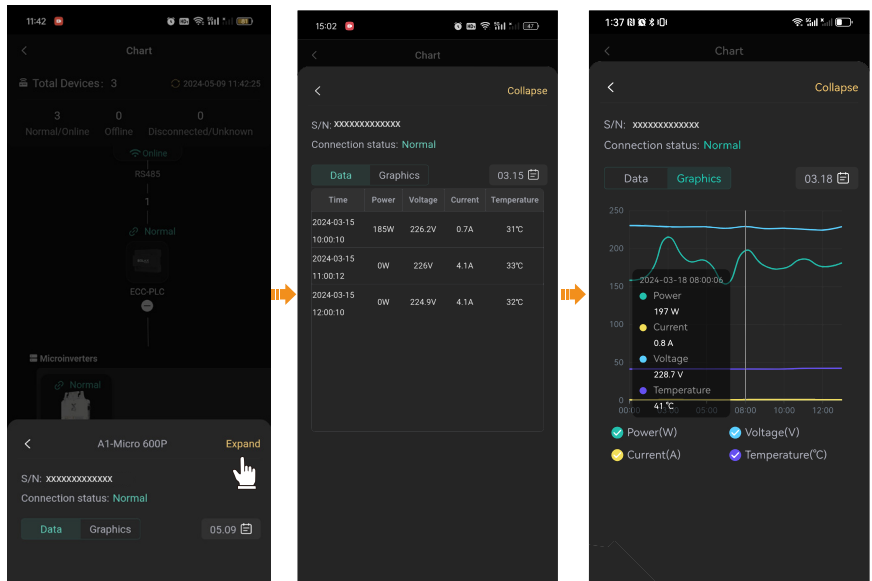 11:42
Chart
Total Devices: 3
2024-05-09 11:42:25
3
0
0
Normal/Online
Offline
Disconnected/Unknown
Online
RS485
1
Normal
ECC-PLC
Microinverters
Normal
A1-Micro 600P
Expand
S/N: xxxxxxxxxxxxx
Connection status: Normal
Data
Graphics
05.09
15:02
47
Chart
Collapse
S/N: xxxxxxxxxxxxx
Connection status: Normal
Data
Graphics
03.15
Time Power Voltage Current Temperature
2024-03-15
10:00:10
185W 226.2V 0.7A 31℃
2024-03-15
11:00:12
0W 226V 4.1A 33℃
2024-03-15
12:00:10
0W 224.9V 4.1A 32℃
1:37
Chart
Collapse
S/N: xxxxxxxxxxxxx
Connection status: Normal
Data
Graphics
03.18
250
200
150
100
50
0
2024-03-18 08:00:06
Power
197 W
Current
0.8 A
Voltage
228.7 V
Temperature
41 ℃
00:00 05:00 08:00 10:00 12:00
Power(W)
Voltage(V)
Current(A)
Temperature(℃)